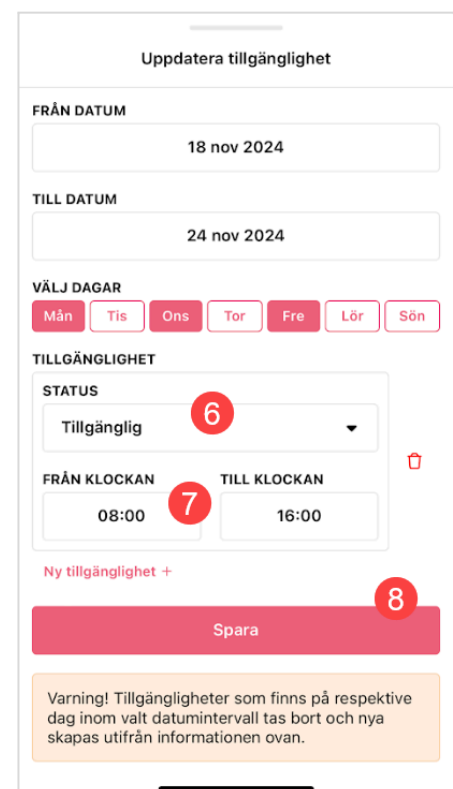 Uppdatera tillgänglighet
FRÅN DATUM
18 nov 2024
TILL DATUM
24 nov 2024
VÄLJ DAGAR
Mån Tis Ons Tor Fre Lör Sön
TILLGÄNGLIGHET
STATUS
6
Tillgänglig
FRÅN KLOCKAN TILL KLOCKAN
7
08:00 16:00
Ny tillgänglighet +
8
Spara
Varning! Tillgängligheter som finns på respektive
dag inom valt datumintervall tas bort och nya
skapas utifrån informationen ovan.